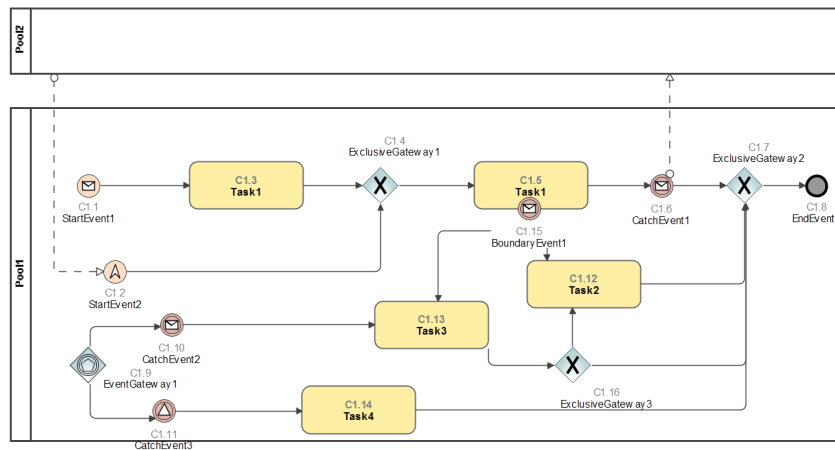 Pool2
Pool1
C1.1
StartEvent1
C1.3
Task1
C1.4
ExclusiveGateway1
C1.5
Task1
C1.6
CatchEvent1
C1.7
ExclusiveGateway2
C1.8
EndEvent
C1.15
BoundaryEvent1
C1.2
StartEvent2
C1.12
Task2
C1.13
Task3
C1.10
CatchEvent2
C1.9
EventGateway1
C1.16
ExclusiveGateway3
C1.14
Task4
C1.11
CatchEvent3